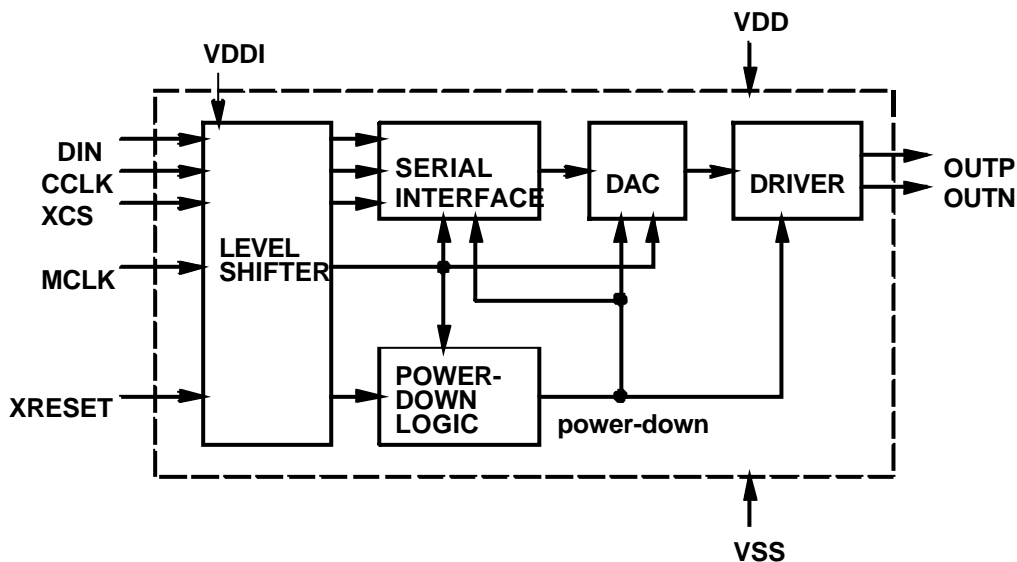 VDD
VDDI
DIN
CCLK
XCS
MCLK
XRESET
LEVEL
SHIFTER
SERIAL
INTERFACE
DAC
DRIVER
OUTP
OUTN
POWER-
DOWN
LOGIC
power-down
VSS